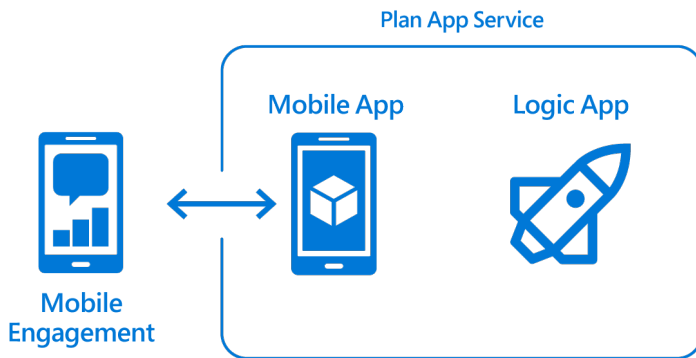 Plan App Service
Mobile App
Logic App
Mobile
Engagement